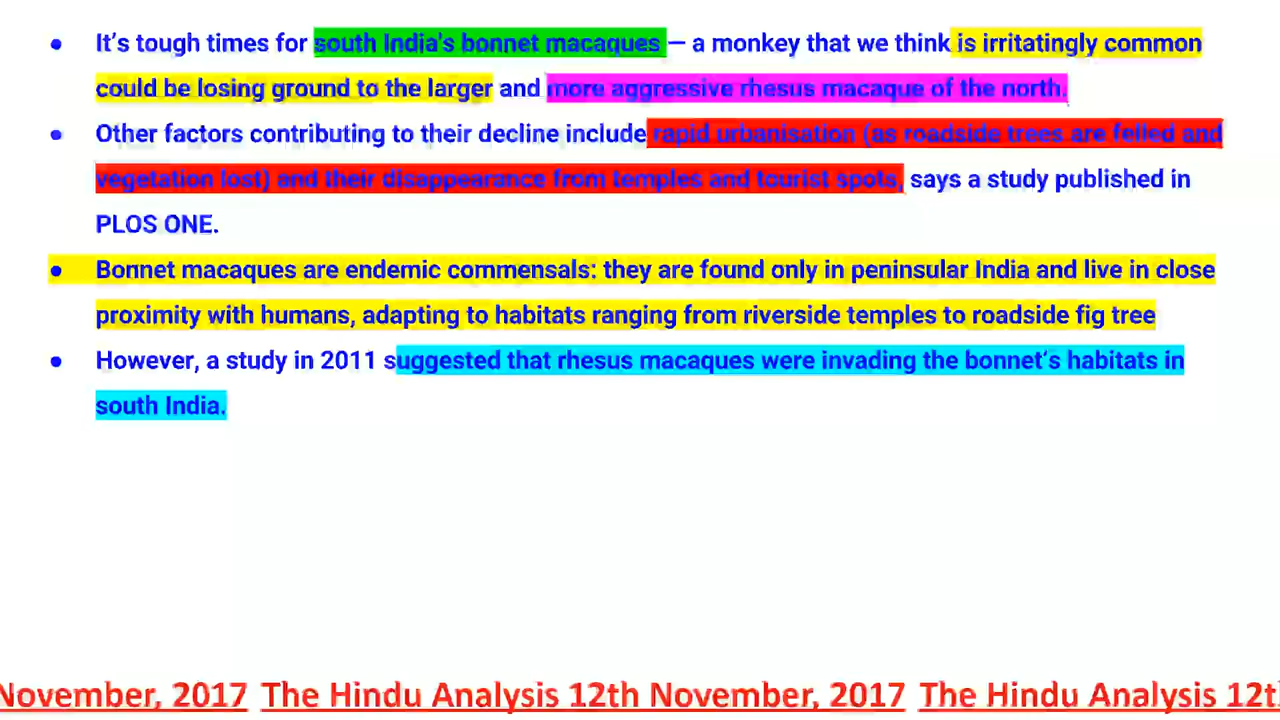 ● It’s tough times for south India's bonnet macaques — a monkey that we think is irritatingly common
could be losing ground to the larger and more aggressive rhesus macaque of the north.
● Other factors contributing to their decline include rapid urbanisation (as roadside trees are felled and
vegetation lost) and their disappearance from temples and tourist spots, says a study published in
PLOS ONE.
● Bonnet macaques are endemic commensals: they are found only in peninsular India and live in close
proximity with humans, adapting to habitats ranging from riverside temples to roadside fig tree
● However, a study in 2011 suggested that rhesus macaques were invading the bonnet’s habitats in
south India.
November, 2017 The Hindu Analysis 12th November, 2017 The Hindu Analysis 12t